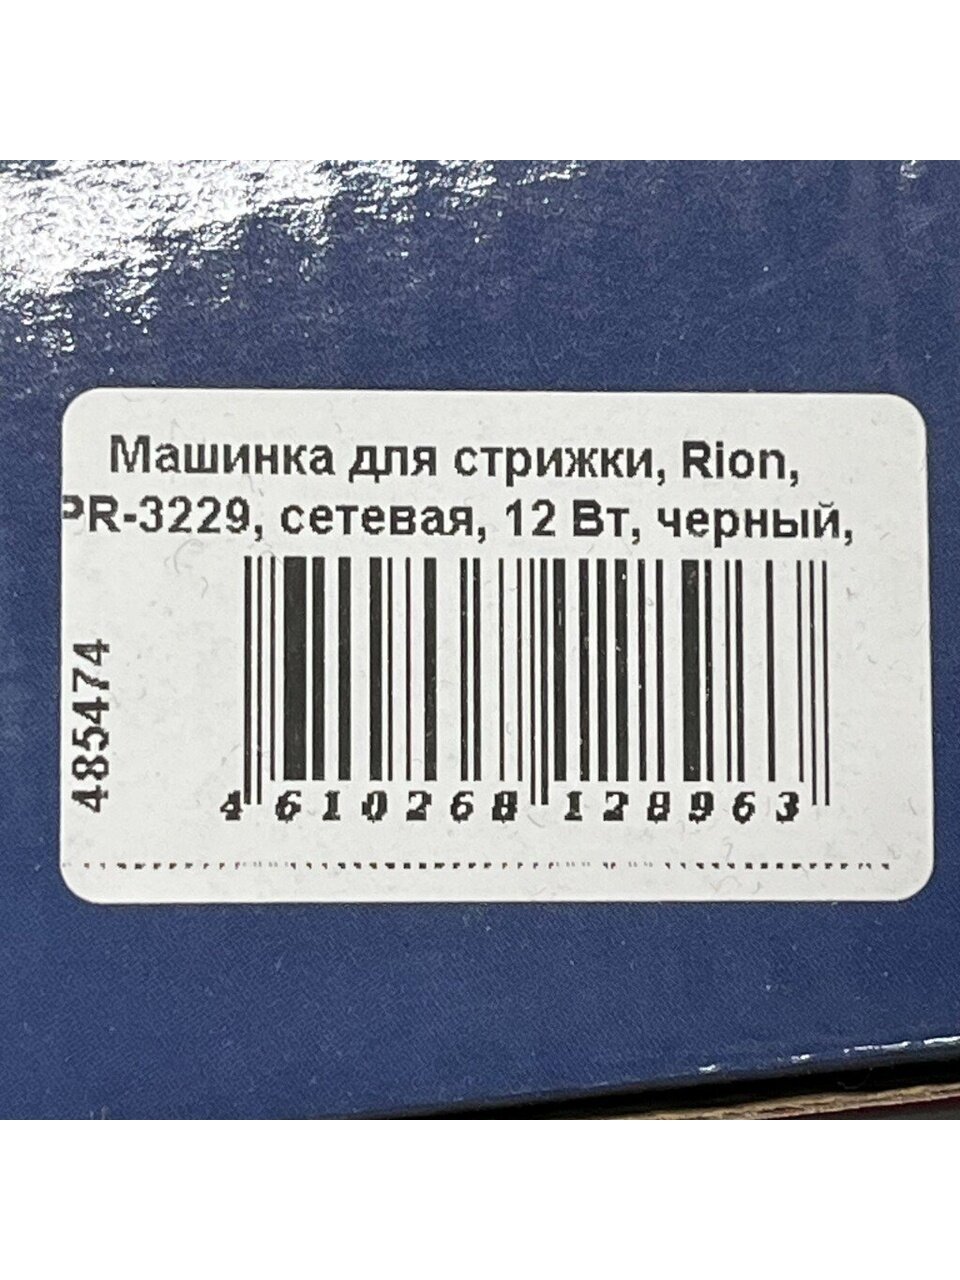 Машинка для стрижки, Rion,
PR-3229, сетевая, 12 Вт, черный,
485474
4 610268 128963